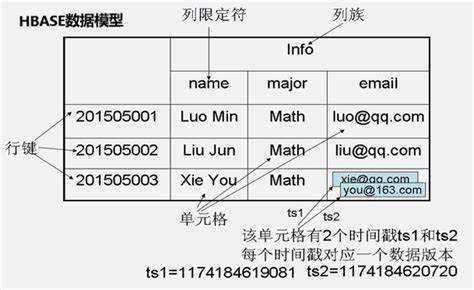 HBASE数据模型
列限定符
列族
Info
name major email
201505001 Luo Min Math luo@qq.com
行键
201505002 Liu Jun Math liu@qq.com
201505003 Xie You Math xie@qq.com
you@163.com
单元格
ts1 ts2
该单元格有2个时间戳ts1和ts2
每个时间戳对应一个数据版本
ts1=1174184619081 ts2=1174184620720